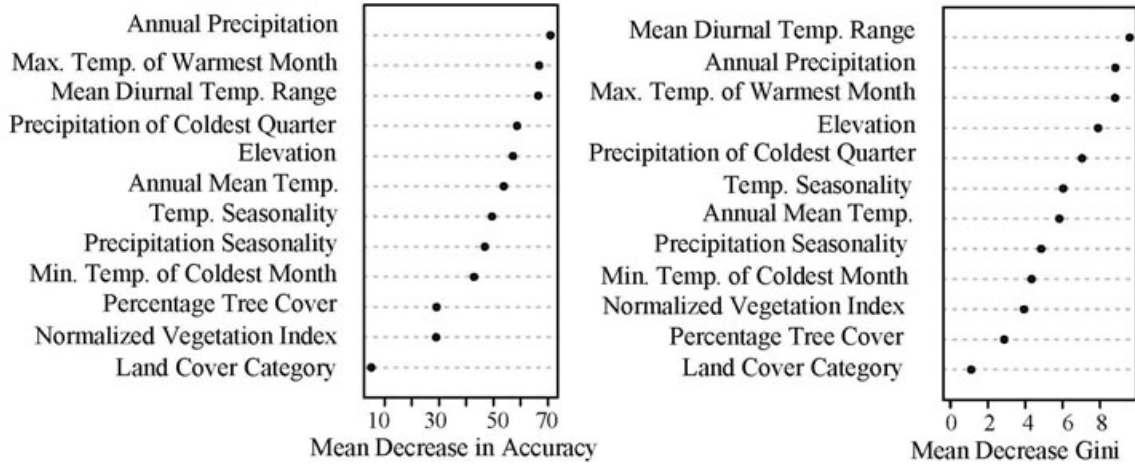 Annual Precipitation
Max. Temp. of Warmest Month
Mean Diurnal Temp. Range
Precipitation of Coldest Quarter
Elevation
Annual Mean Temp.
Temp. Seasonality
Precipitation Seasonality
Min. Temp. of Coldest Month
Percentage Tree Cover
Normalized Vegetation Index
Land Cover Category
10 30 50 70
Mean Decrease in Accuracy
Mean Diurnal Temp. Range
Annual Precipitation
Max. Temp. of Warmest Month
Elevation
Precipitation of Coldest Quarter
Temp. Seasonality
Annual Mean Temp.
Precipitation Seasonality
Min. Temp. of Coldest Month
Normalized Vegetation Index
Percentage Tree Cover
Land Cover Category
0 2 4 6 8
Mean Decrease Gini